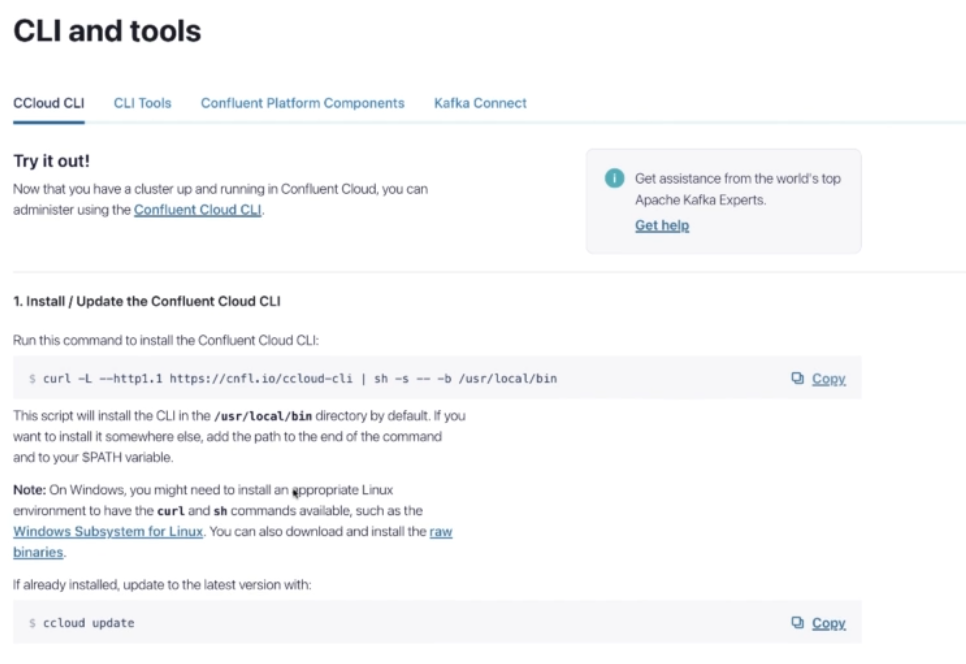 CLI and tools
CCloud CLI CLI Tools Confluent Platform Components Kafka Connect
Try it out!
Now that you have a cluster up and running in Confluent Cloud, you can
administer using the Confluent Cloud CLI.
Get assistance from the world's top
Apache Kafka Experts.
Get help
1. Install / Update the Confluent Cloud CLI
Run this command to install the Confluent Cloud CLI:
$ curl -L --http1.1 https://cnfl.io/ccloud-cli | sh -s -- -b /usr/local/bin Copy
This script will install the CLI in the /usr/local/bin directory by default. If you
want to install it somewhere else, add the path to the end of the command
and to your $PATH variable.
Note: On Windows, you might need to install an appropriate Linux
environment to have the curl and sh commands available, such as the
Windows Subsystem for Linux. You can also download and install the raw
binaries.
If already installed, update to the latest version with:
$ ccloud update Copy